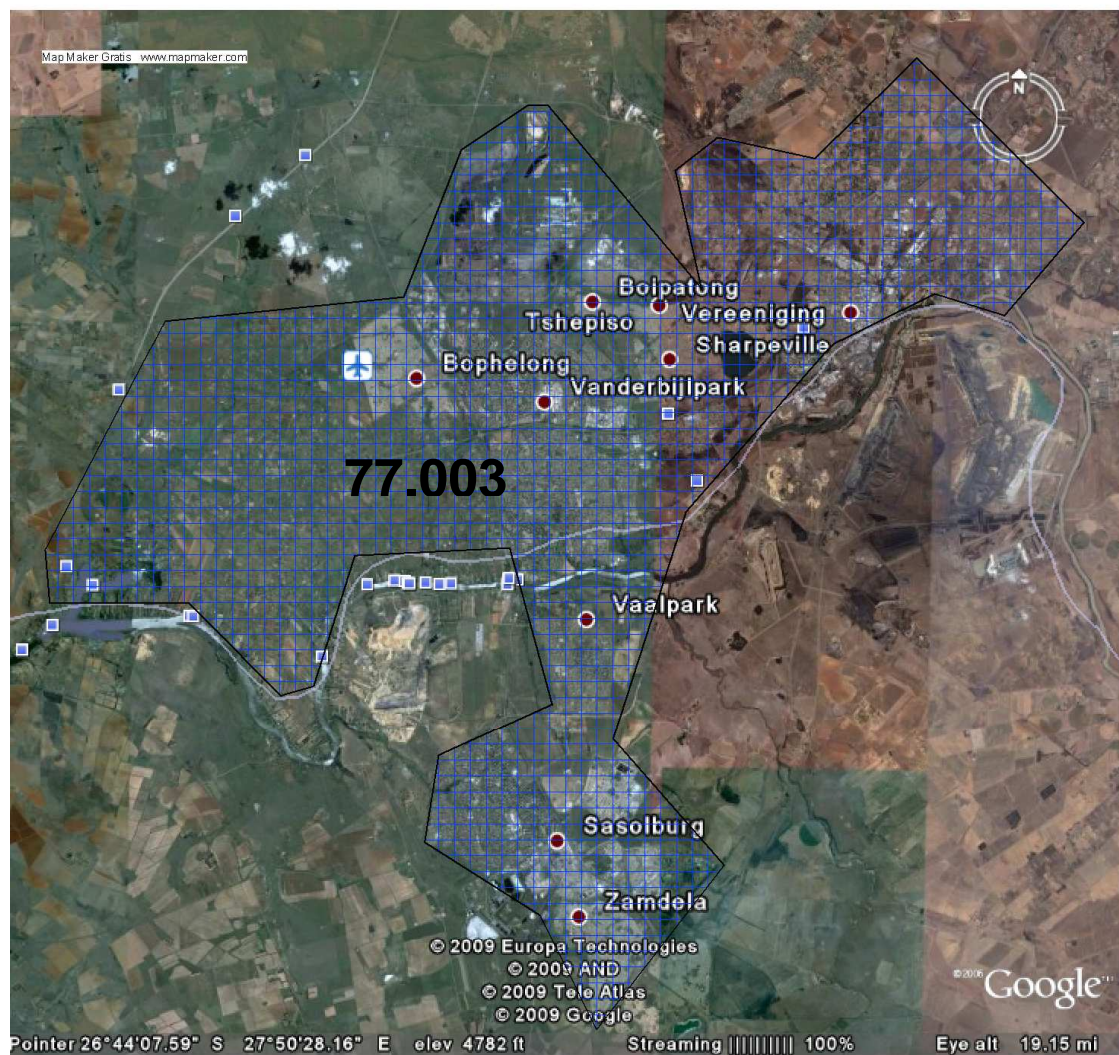 Map Maker Gratis www.mapmaker.com
N
Boipatong
Tshepiso
Vereeniging
Sharpeville
Bophelong
Vanderbijlpark
77.003
Vaalpark
Sasolburg
Zamdela
© 2009 Europa Technologies
© 2009 AND
© 2009 Tele Atlas
© 2009 Google
©2006 Google™
Pointer 26°44'07.59" S 27°50'28.16" E elev 4782 ft Streaming |||||||||| 100% Eye alt 19.15 mi